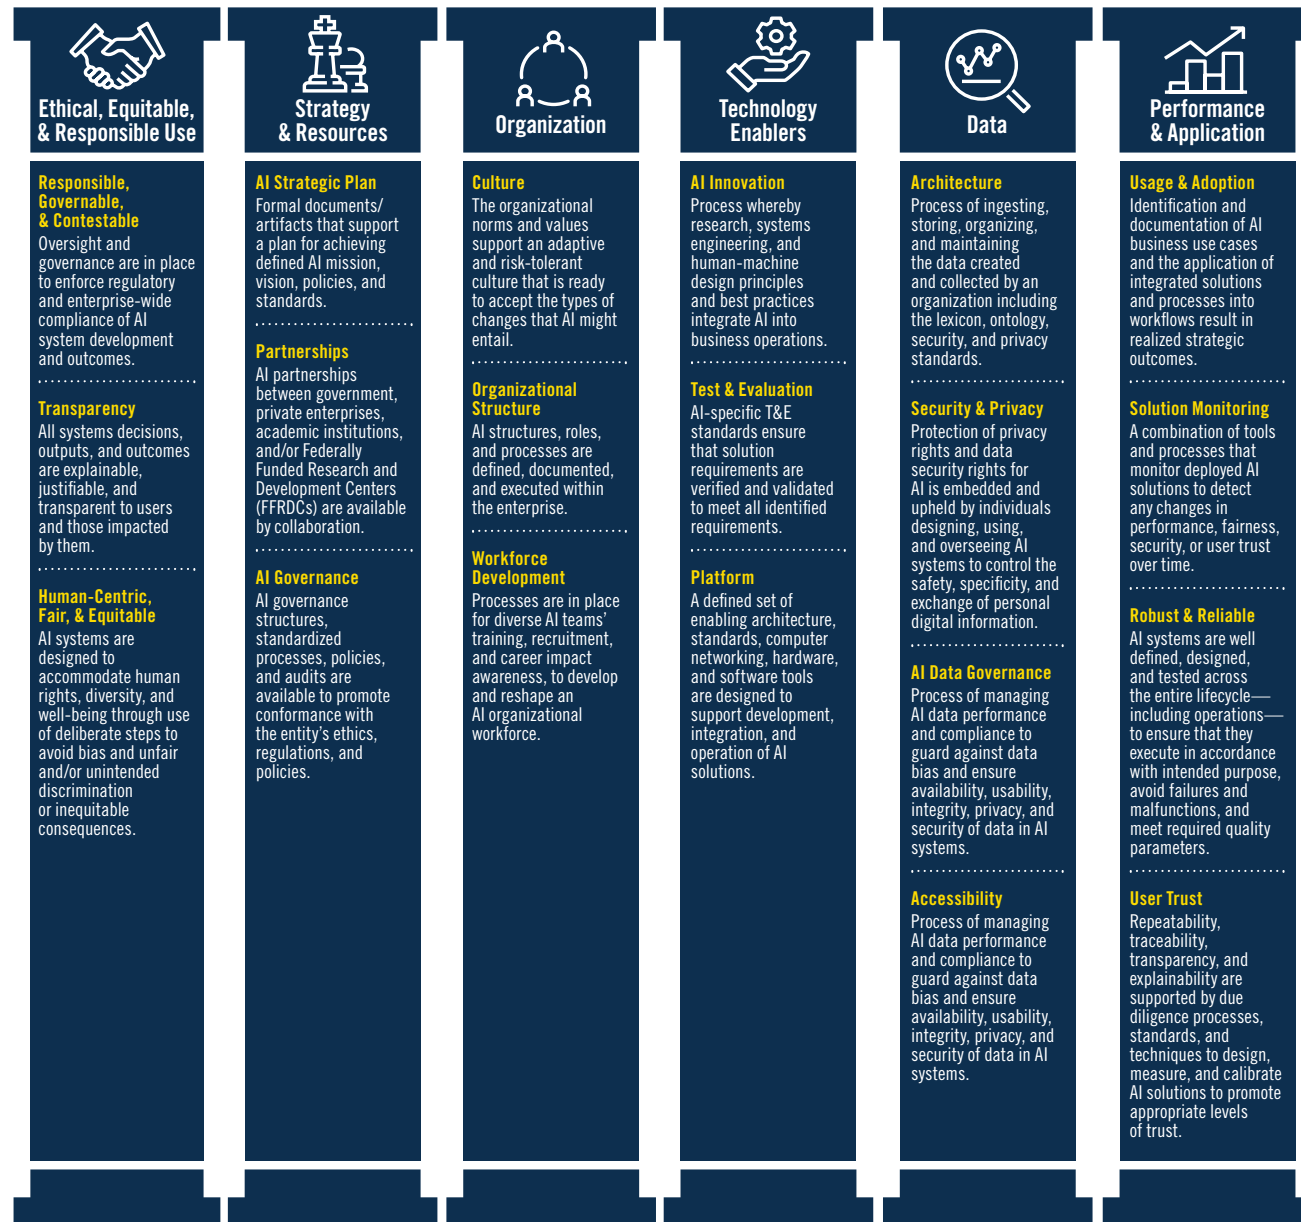 Ethical, Equitable,
& Responsible Use
Responsible,
Governable,
& Contestable
Oversight and
governance are in place
to enforce regulatory
and enterprise-wide
compliance of AI
system development
and outcomes.
Transparency
All systems decisions,
outputs, and outcomes
are explainable,
justifiable, and
transparent to users
and those impacted
by them.
Human-Centric,
Fair, & Equitable
AI systems are
designed to
accommodate human
rights, diversity, and
well-being through use
of deliberate steps to
avoid bias and unfair
and/or unintended
discrimination
or inequitable
consequences.
Strategy
& Resources
AI Strategic Plan
Formal documents/
artifacts that support
a plan for achieving
defined AI mission,
vision, policies, and
standards.
Partnerships
AI partnerships
between government,
private enterprises,
academic institutions,
and/or Federally
Funded Research and
Development Centers
(FFRDCs) are available
by collaboration.
AI Governance
AI governance
structures,
standardized
processes, policies,
and audits are
available to promote
conformance with
the entity's ethics,
regulations, and
policies.
Organization
Culture
The organizational
norms and values
support an adaptive
and risk-tolerant
culture that is ready
to accept the types of
changes that AI might
entail.
Organizational
Structure
AI structures, roles,
and processes are
defined, documented,
and executed within
the enterprise.
Workforce
Development
Processes are in place
for diverse AI teams'
training, recruitment,
and career impact
awareness, to develop
and reshape an
AI organizational
workforce.
Technology
Enablers
AI Innovation
Process whereby
research, systems
engineering, and
human-machine
design principles
and best practices
integrate AI into
business operations.
Test & Evaluation
AI-specific T&E
standards ensure
that solution
requirements are
verified and validated
to meet all identified
requirements.
Platform
A defined set of
enabling architecture,
standards, computer
networking, hardware,
and software tools
are designed to
support development,
integration, and
operation of AI
solutions.
Data
Architecture
Process of ingesting,
storing, organizing,
and maintaining
the data created
and collected by an
organization including
the lexicon, ontology,
security, and privacy
standards.
Security & Privacy
Protection of privacy
rights and data
security rights for
AI is embedded and
upheld by individuals
designing, using,
and overseeing AI
systems to control the
safety, specificity, and
exchange of personal
digital information.
AI Data Governance
Process of managing
AI data performance
and compliance to
guard against data
bias and ensure
availability, usability,
integrity, privacy, and
security of data in AI
systems.
Accessibility
Process of managing
AI data performance
and compliance to
guard against data
bias and ensure
availability, usability,
integrity, privacy, and
security of data in AI
systems.
Performance
& Application
Usage & Adoption
Identification and
documentation of AI
business use cases
and the application of
integrated solutions
and processes into
workflows result in
realized strategic
outcomes.
Solution Monitoring
A combination of tools
and processes that
monitor deployed AI
solutions to detect
any changes in
performance, fairness,
security, or user trust
over time.
Robust & Reliable
AI systems are well
defined, designed,
and tested across
the entire lifecycle—
including operations—
to ensure that they
execute in accordance
with intended purpose,
avoid failures and
malfunctions, and
meet required quality
parameters.
User Trust
Repeatability,
traceability,
transparency, and
explainability are
supported by due
diligence processes,
standards, and
techniques to design,
measure, and calibrate
AI solutions to promote
appropriate levels
of trust.